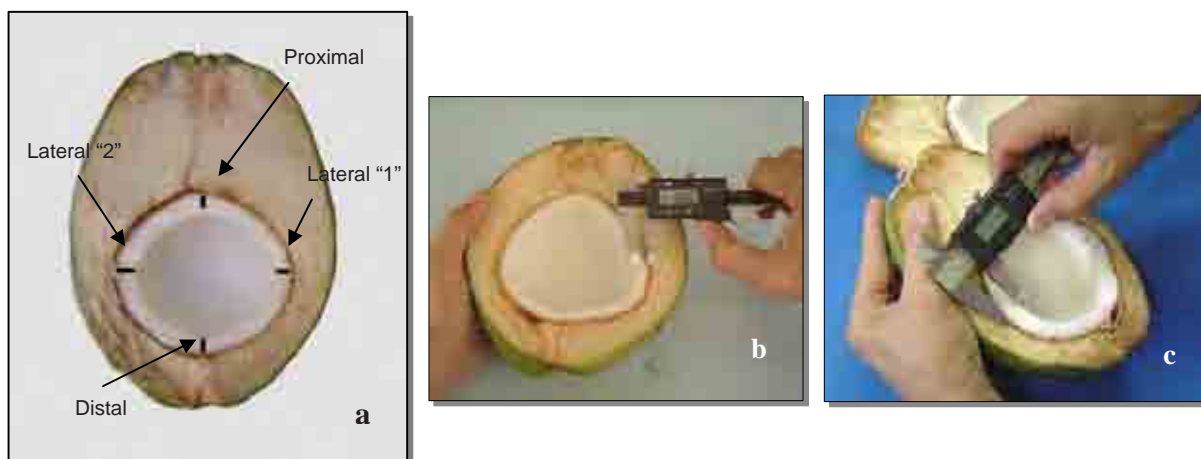 Proximal
Lateral “2”
Lateral “1”
Distal
a
b
c